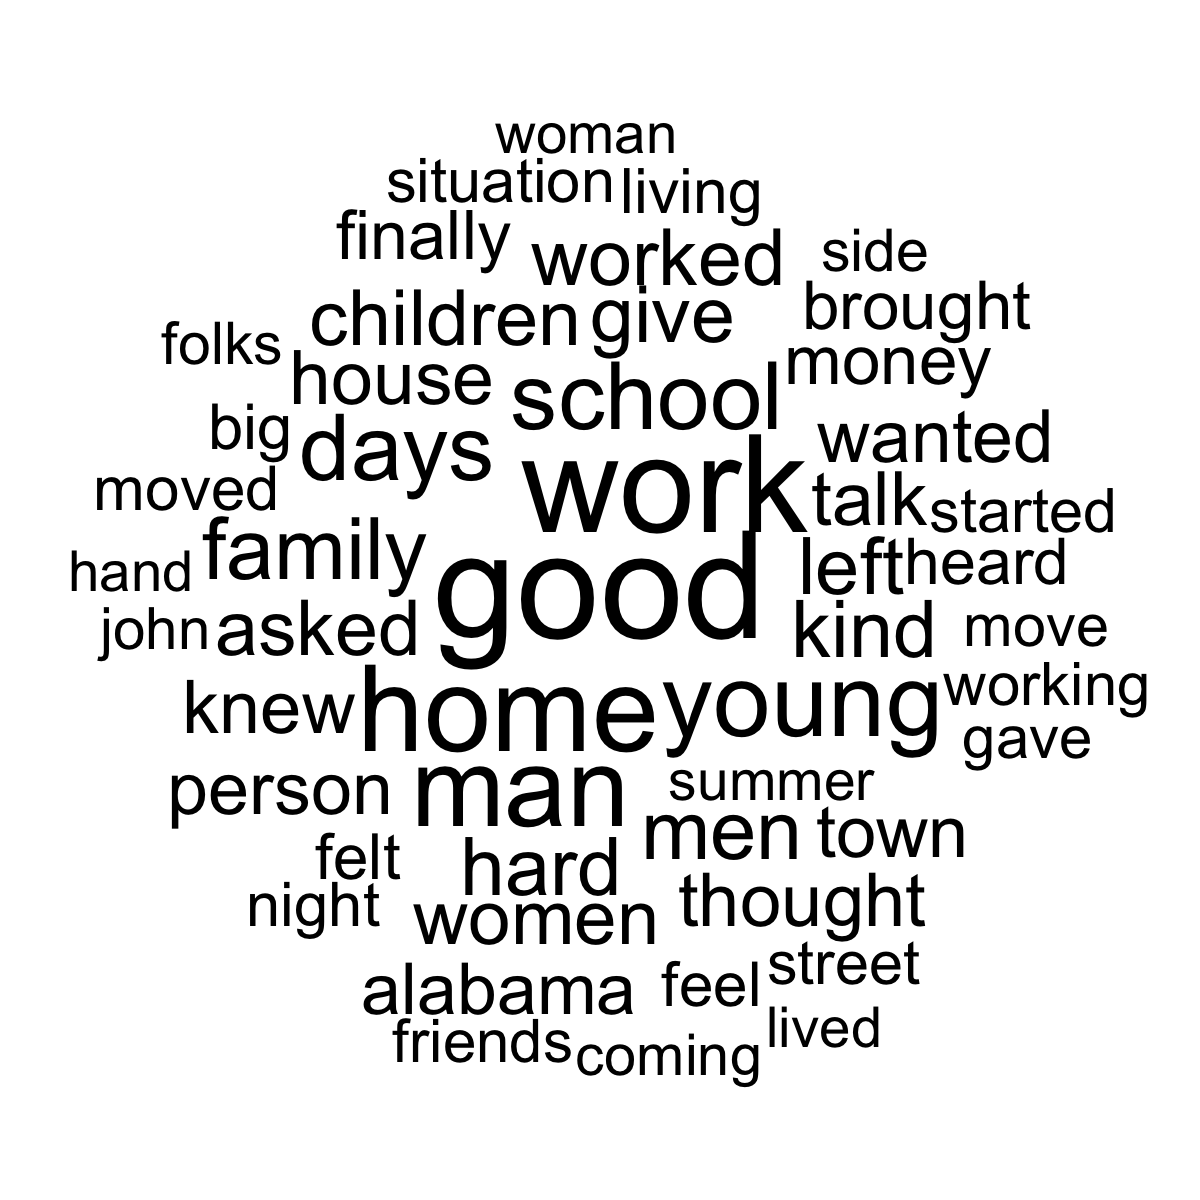 woman
situation living
finally worked side
children give brought
folks house school money
big days wanted
moved work talk started
hand family good left heard
john asked kind move
knew home young working
gave
person man summer
felt hard men town
night women thought
alabama feel street
friends coming lived